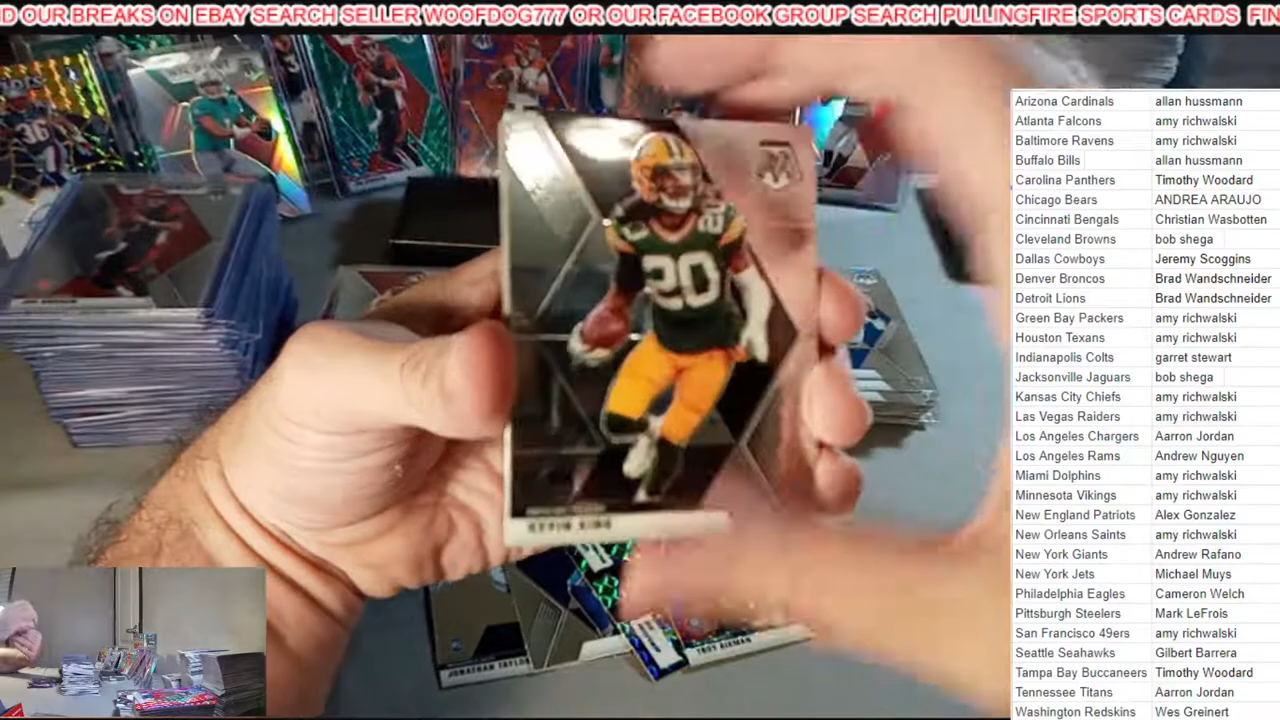 D OUR BREAKS ON EBAY SEARCH SELLER WOOFDOG777 OR OUR FACEBOOK GROUP SEARCH PULLINGFIRE SPORTS CARDS FIN
36
20
20
KEVIN KING
JONATHAN TAYLOR
TROY AIKMAN
Arizona Cardinals allan hussmann
Atlanta Falcons amy richwalski
Baltimore Ravens amy richwalski
Buffalo Bills allan hussmann
Carolina Panthers Timothy Woodard
Chicago Bears ANDREA ARAUJO
Cincinnati Bengals Christian Wasbotten
Cleveland Browns bob shega
Dallas Cowboys Jeremy Scoggins
Denver Broncos Brad Wandschneider
Detroit Lions Brad Wandschneider
Green Bay Packers amy richwalski
Houston Texans amy richwalski
Indianapolis Colts garret stewart
Jacksonville Jaguars bob shega
Kansas City Chiefs amy richwalski
Las Vegas Raiders amy richwalski
Los Angeles Chargers Aarron Jordan
Los Angeles Rams Andrew Nguyen
Miami Dolphins amy richwalski
Minnesota Vikings amy richwalski
New England Patriots Alex Gonzalez
New Orleans Saints amy richwalski
New York Giants Andrew Rafano
New York Jets Michael Muys
Philadelphia Eagles Cameron Welch
Pittsburgh Steelers Mark LeFrois
San Francisco 49ers amy richwalski
Seattle Seahawks Gilbert Barrera
Tampa Bay Buccaneers Timothy Woodard
Tennessee Titans Aarron Jordan
Washington Redskins Wes Greinert